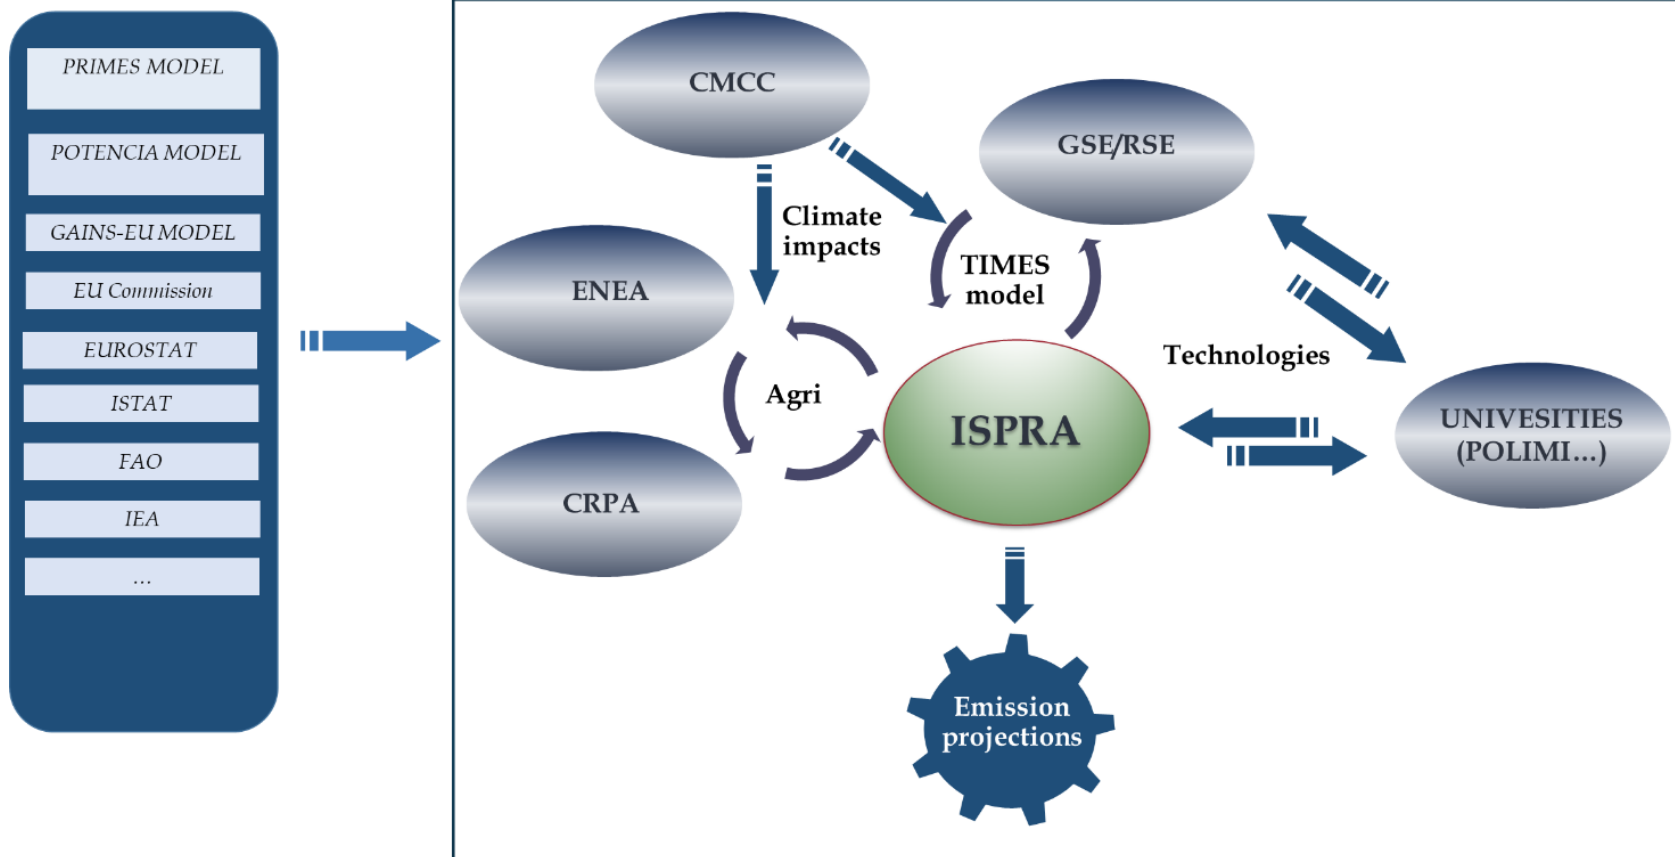 PRIMES MODEL
POTENCIA MODEL
GAINS-EU MODEL
EU Commission
EUROSTAT
ISTAT
FAO
IEA
...
CMCC
GSE/RSE
Climate
impacts
ENEA
TIMES
model
Technologies
Agri
ISPRA
UNIVESITIES
(POLIMI...)
CRPA
Emission
projections